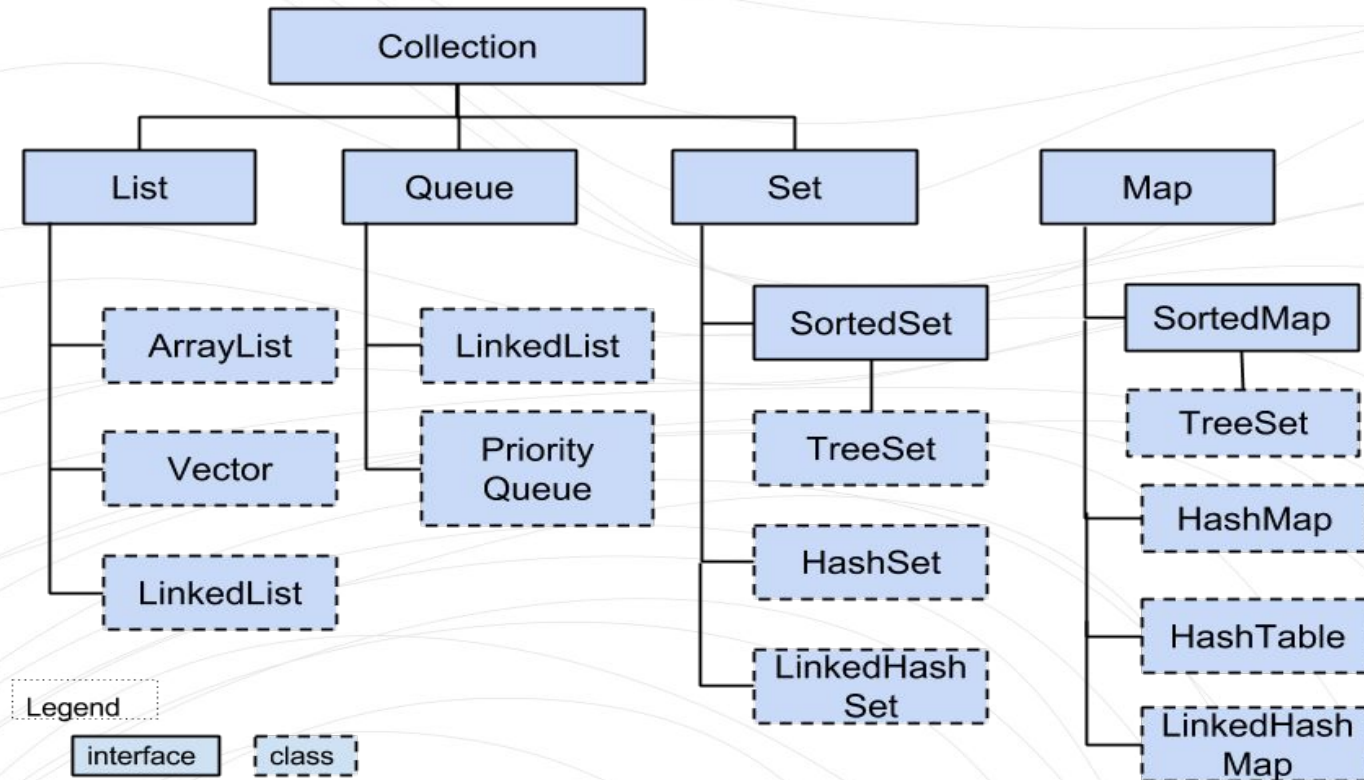 Collection
List
Queue
Set
Map
ArrayList
Vector
LinkedList
LinkedList
Priority
Queue
SortedSet
TreeSet
HashSet
LinkedHash
Set
SortedMap
TreeSet
HashMap
HashTable
LinkedHash
Map
Legend
interface
class